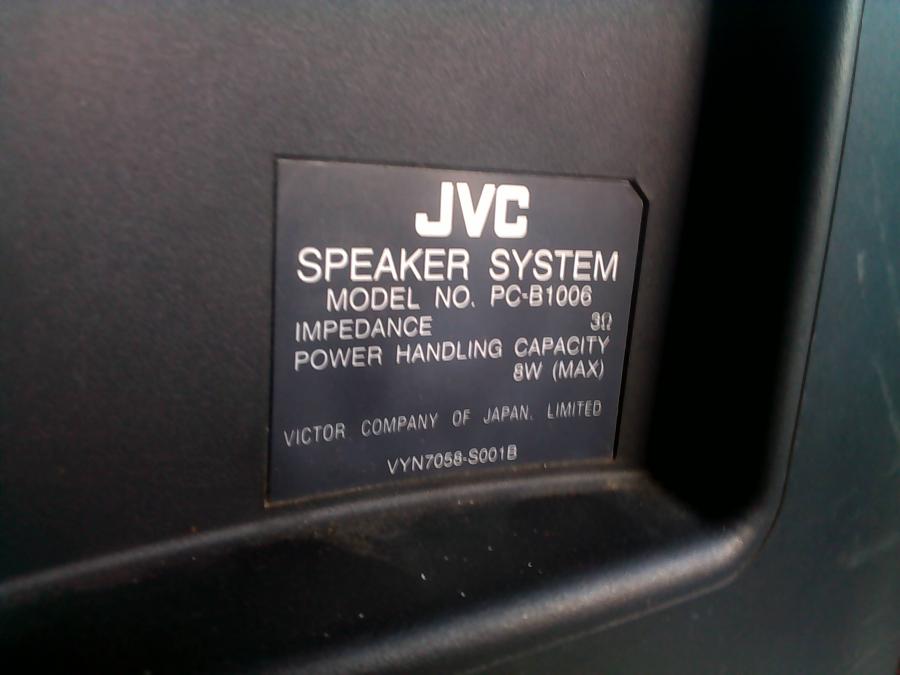 JVC
SPEAKER SYSTEM
MODEL NO. PC-B1006
IMPEDANCE 3Ω
POWER HANDLING CAPACITY
8W (MAX)
VICTOR COMPANY OF JAPAN, LIMITED
VYN7058-S001B